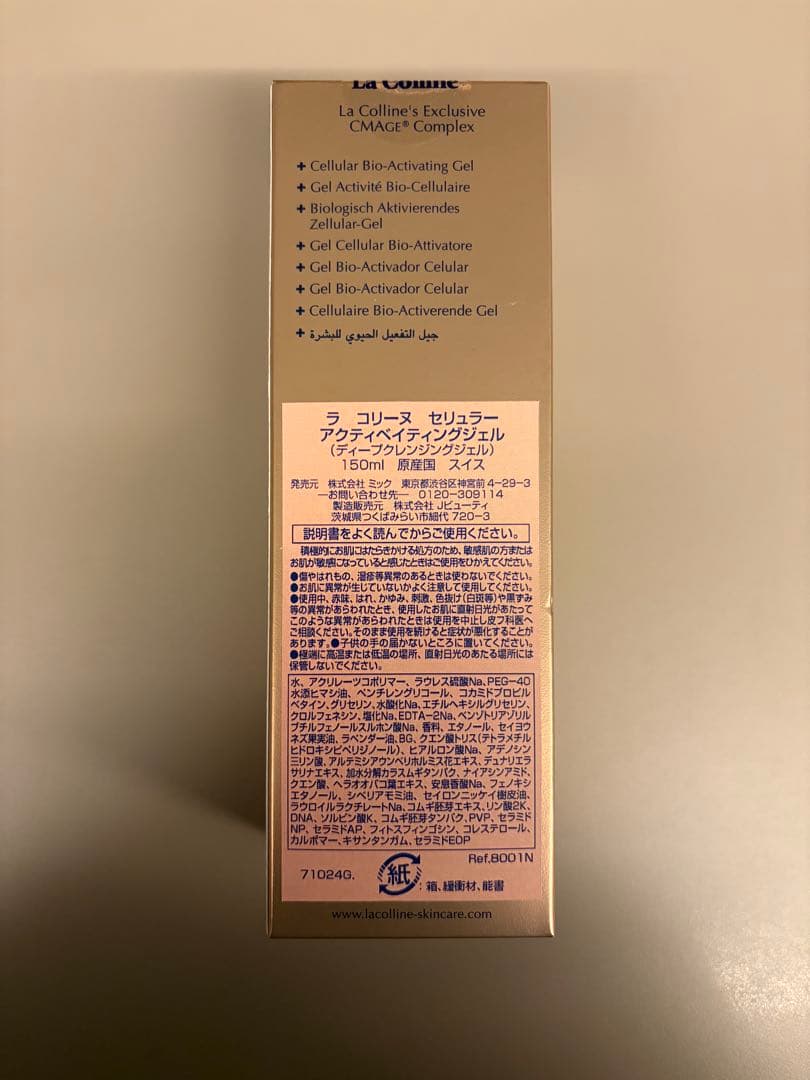 La Colline
La Colline's Exclusive
CMAGE® Complex
+ Cellular Bio-Activating Gel
+ Gel Activité Bio-Cellulaire
+ Biologisch Aktivierendes
Zellular-Gel
+ Gel Cellular Bio-Attivatore
+ Gel Bio-Activador Celular
+ Gel Bio-Activador Celular
+ Cellulaire Bio-Activerende Gel
+ جيل التفعيل الحيوي للبشرة
ラ コリーヌ セリュラー
アクティベイティングジェル
(ディープクレンジングジェル)
150ml 原産国 スイス
発売元 株式会社 ミック 東京都渋谷区神宮前4-29-3
―お問い合わせ先― 0120-309114
製造販売元 株式会社 Jビューティ
茨城県つくばみらい市細代 720-3
説明書をよく読んでからご使用ください。
積極的にお肌にはたらきかける処方のため、敏感肌の方または
お肌が敏感になっていると感じたときはご使用をひかえてください。
●傷やはれもの、湿疹等異常のあるときは使わないでください。
●お肌に異常が生じていないかよく注意して使用してください。
●使用中、赤味、はれ、かゆみ、刺激、色抜け(白斑等)や黒ずみ
等の異常があらわれたとき、使用したお肌に直射日光があたって
このような異常があらわれたときは使用を中止し皮フ科医へ
ご相談ください。そのまま使用を続けると症状が悪化することが
あります。●子供の手の届かないところに置いてください。
●極端に高温または低温の場所、直射日光のあたる場所には
保管しないでください。
水、アクリレーツコポリマー、ラウレス硫酸Na、PEG-40
水添ヒマシ油、ペンチレングリコール、コカミドプロピル
ベタイン、グリセリン、水酸化Na、エチルヘキシルグリセリン、
クロルフェネシン、塩化Na、EDTA-2Na、ベンゾトリアゾリル
ブチルフェノールスルホン酸Na、香料、エタノール、セイヨウ
ネズ果実油、ラベンダー油、BG、クエン酸トリス(テトラメチル
ヒドロキシピペリジノール)、ヒアルロン酸Na、アデノシン
三リン酸、アルテミシアウンベリホルミス花エキス、デュナリエラ
サリナエキス、加水分解カラスムギタンパク、ナイアシンアミド、
クエン酸、ヘラオオバコ葉エキス、安息香酸Na、フェノキシ
エタノール、シベリアモミ油、セイロンニッケイ樹皮油、
ラウロイルラクチレートNa、コムギ胚芽エキス、リン酸2K、
DNA、ソルビン酸K、コムギ胚芽タンパク、PVP、セラミド
NP、セラミドAP、フィトスフィンゴシン、コレステロール、
カルボマー、キサンタンガム、セラミドEOP
Ref.8001N
71024G.
紙
:箱、緩衝材、能書
www.lacolline-skincare.com